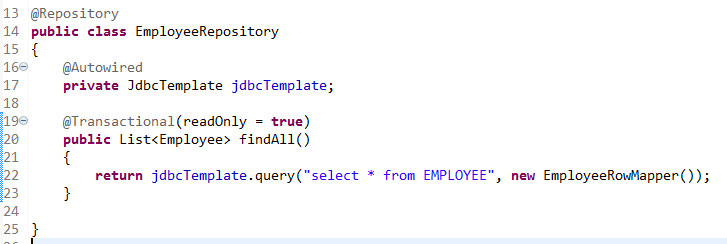 13 @Repository
14 public class EmployeeRepository
15 {
16 @Autowired
17 private JdbcTemplate jdbcTemplate;
18
19 @Transactional(readOnly = true)
20 public List<Employee> findAll()
21 {
22 return jdbcTemplate.query("select * from EMPLOYEE", new EmployeeRowMapper());
23 }
24
25 }